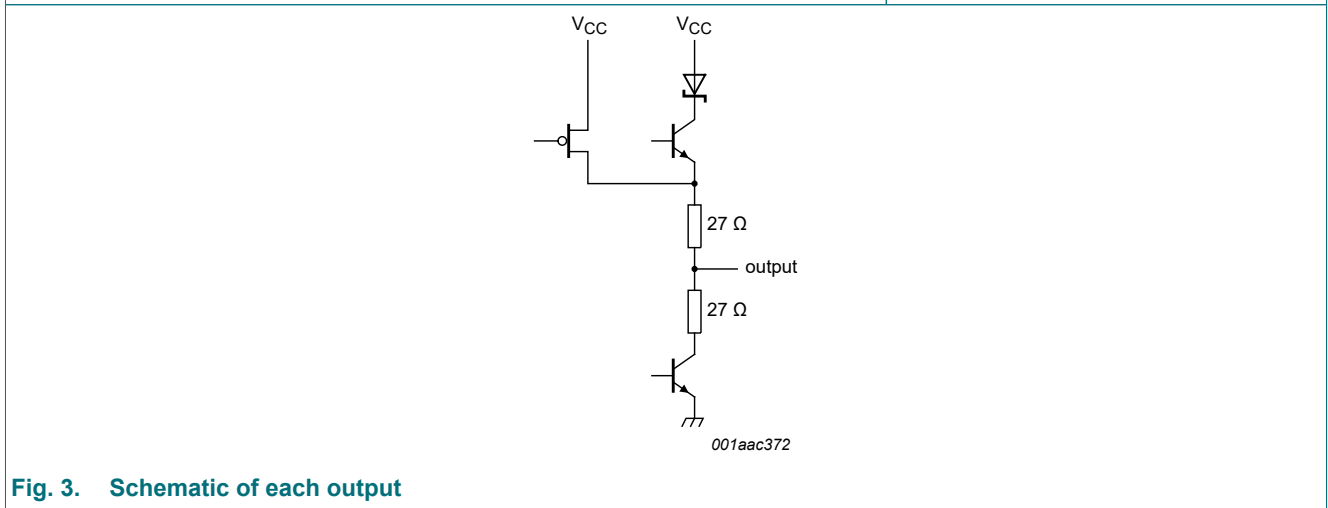 VCC VCC
27 Ω
output
27 Ω
001aac372
Fig. 3. Schematic of each output